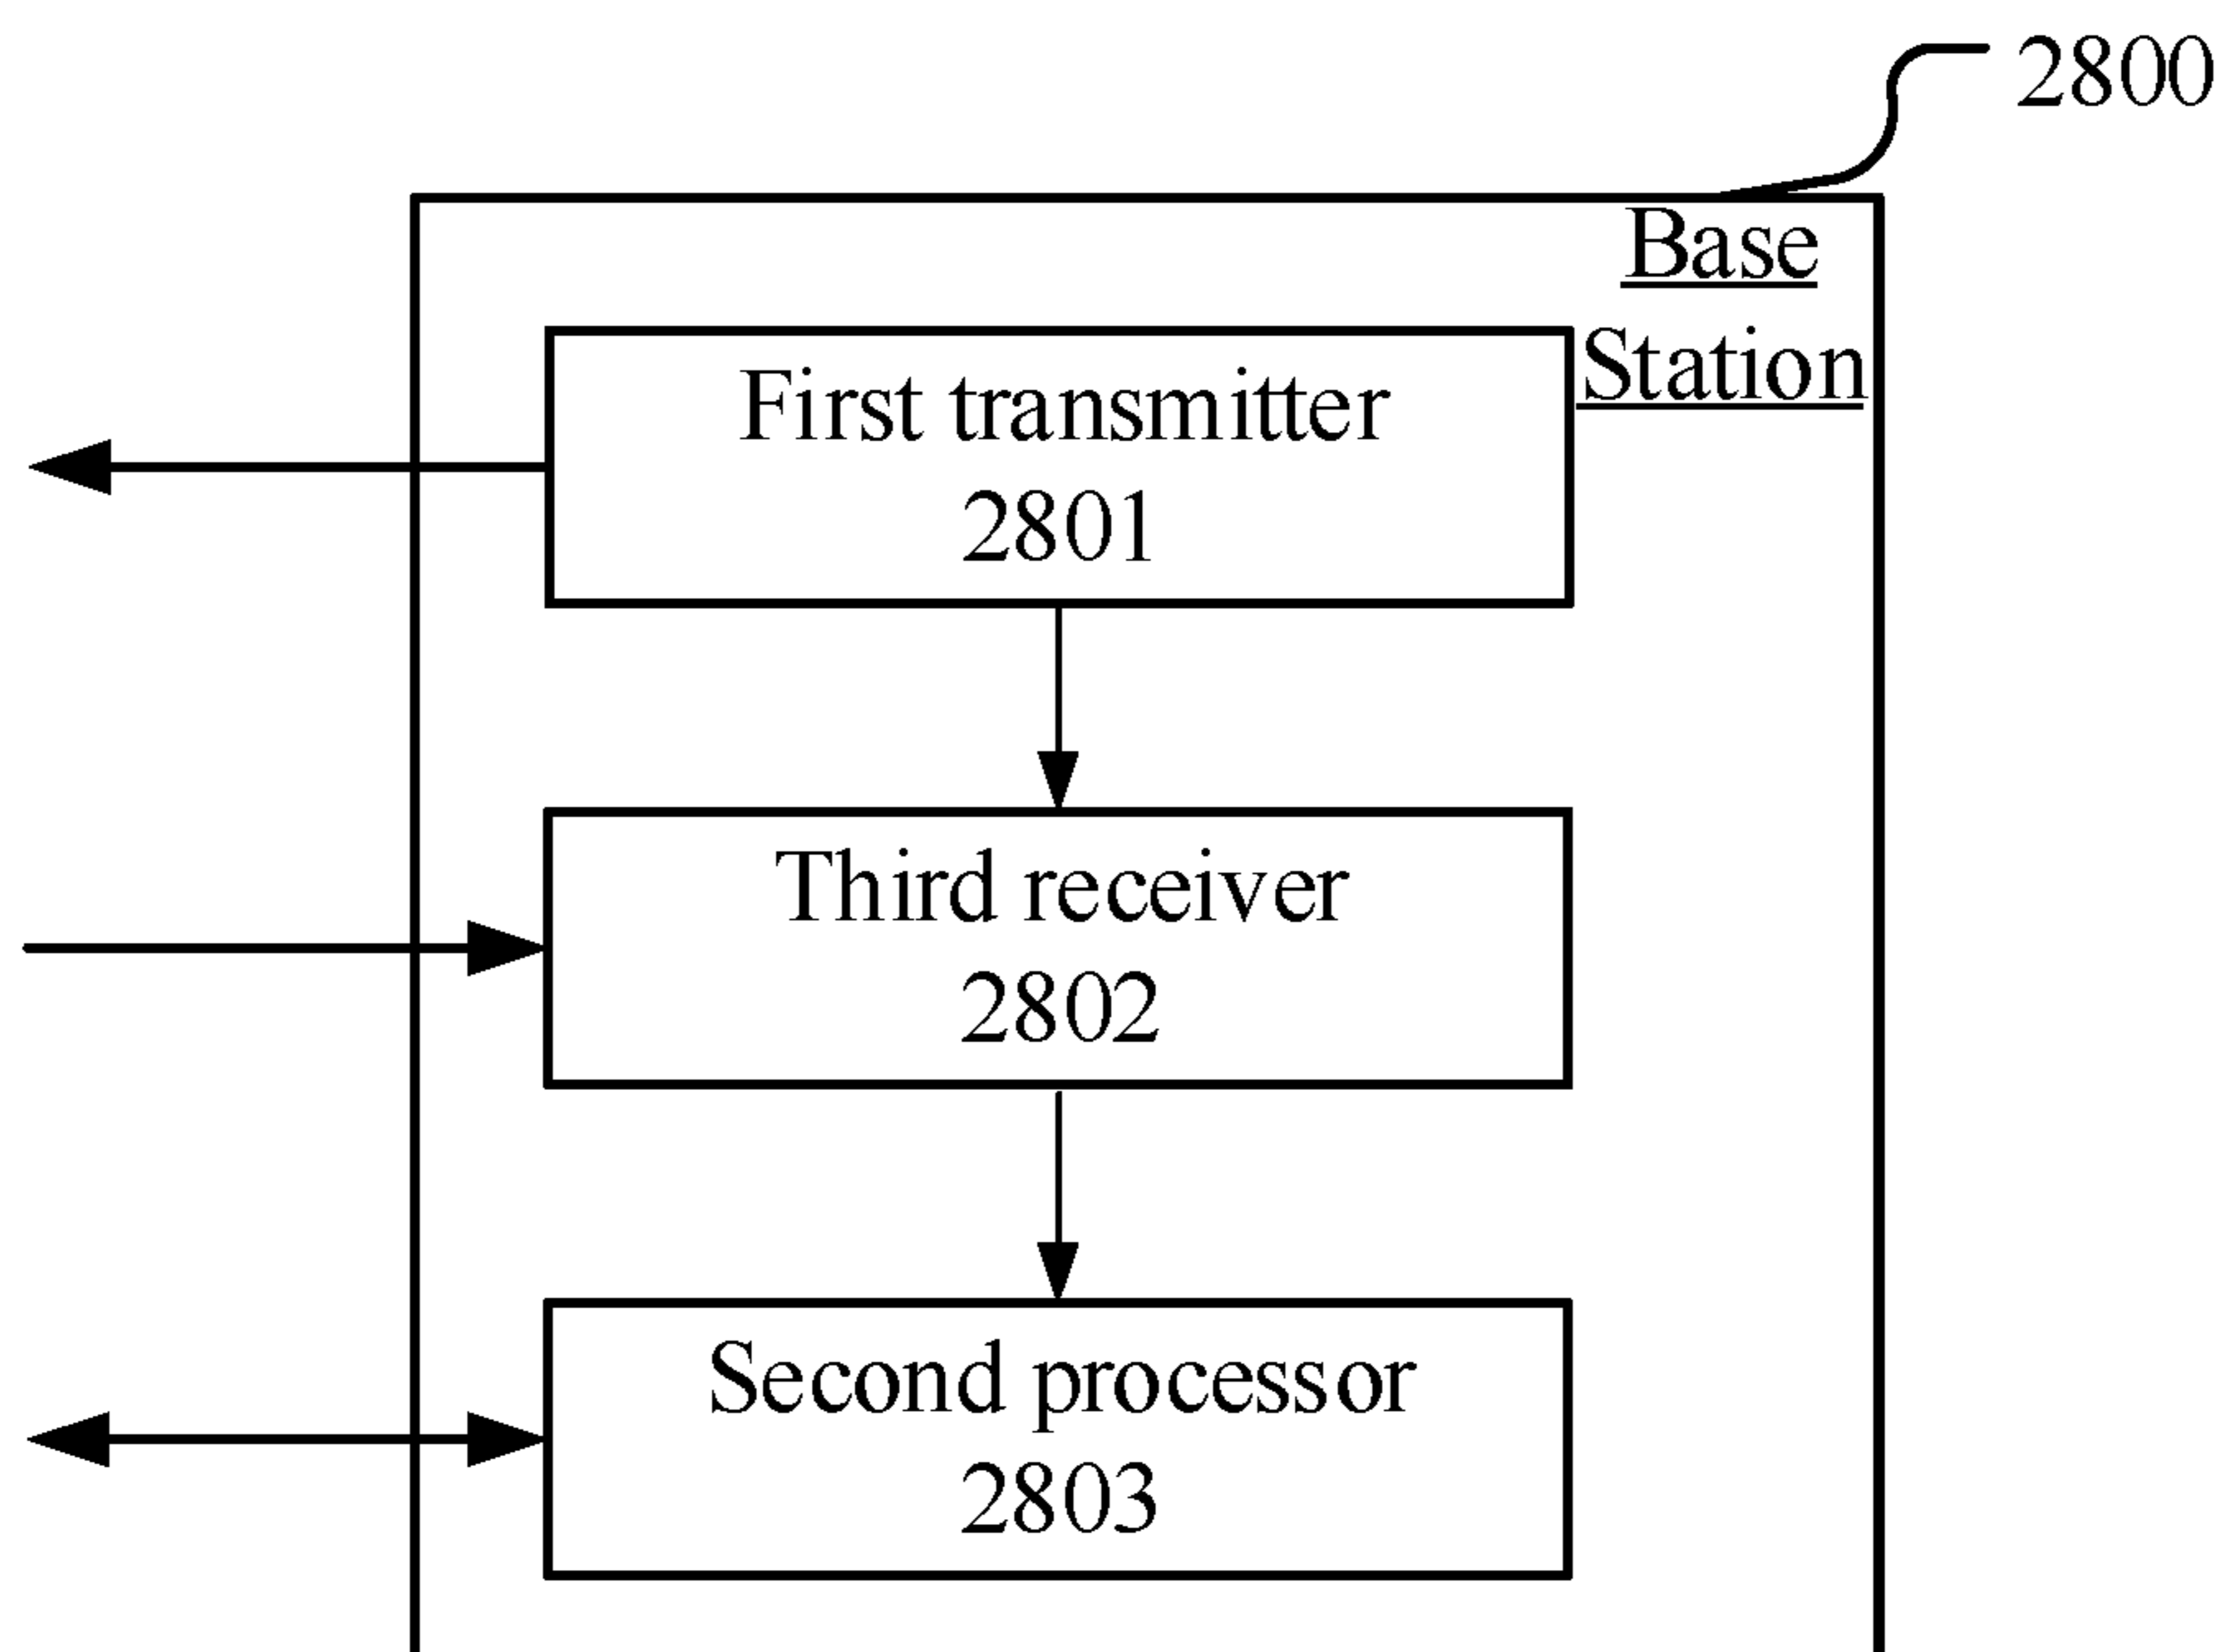 2800
Base
Station
First transmitter
2801
Third receiver
2802
Second processor
2803